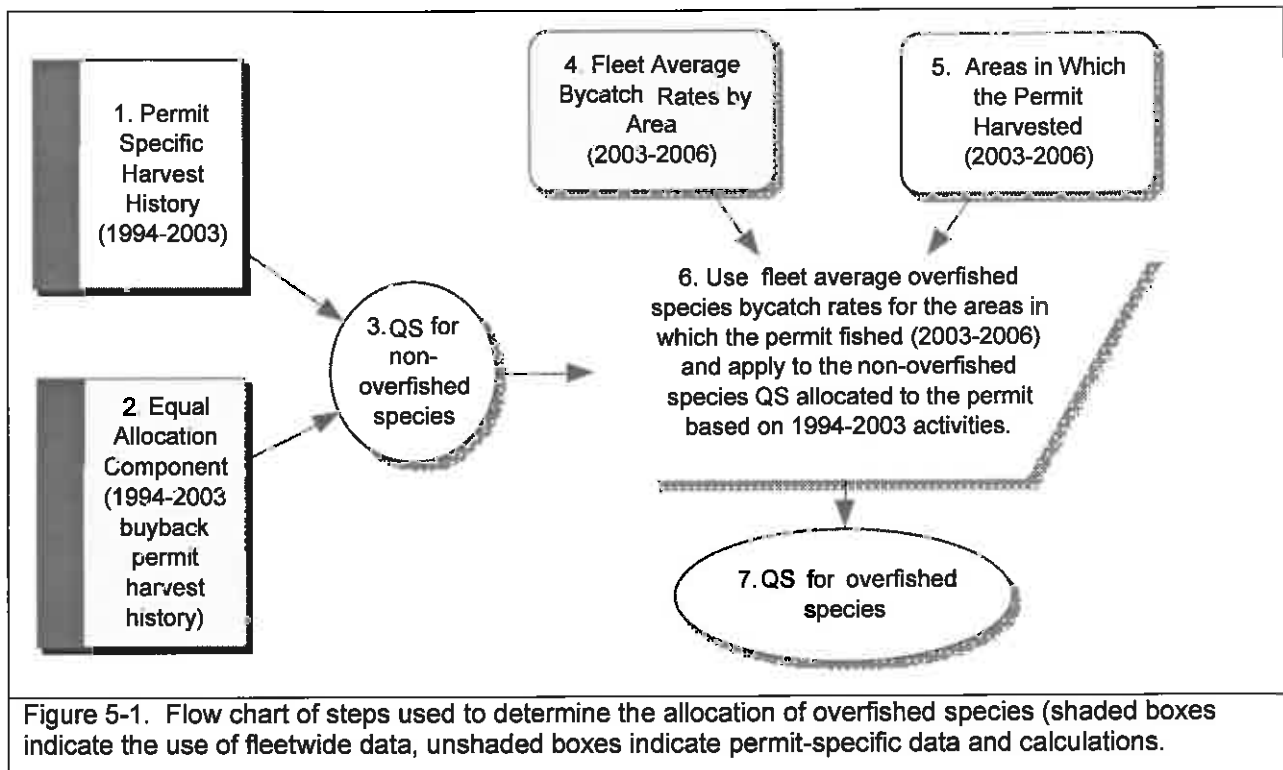 1. Permit
Specific
Harvest
History
(1994-2003)
2. Equal
Allocation
Component
(1994-2003
buyback
permit
harvest
history)
3. QS for
non-
overfished
species
4. Fleet Average
Bycatch Rates by
Area
(2003-2006)
5. Areas in Which
the Permit
Harvested
(2003-2006)
6. Use fleet average overfished
species bycatch rates for the areas in
which the permit fished (2003-2006)
and apply to the non-overfished
species QS allocated to the permit
based on 1994-2003 activities.
7. QS for overfished
species
Figure 5-1. Flow chart of steps used to determine the allocation of overfished species (shaded boxes
indicate the use of fleetwide data, unshaded boxes indicate permit-specific data and calculations.